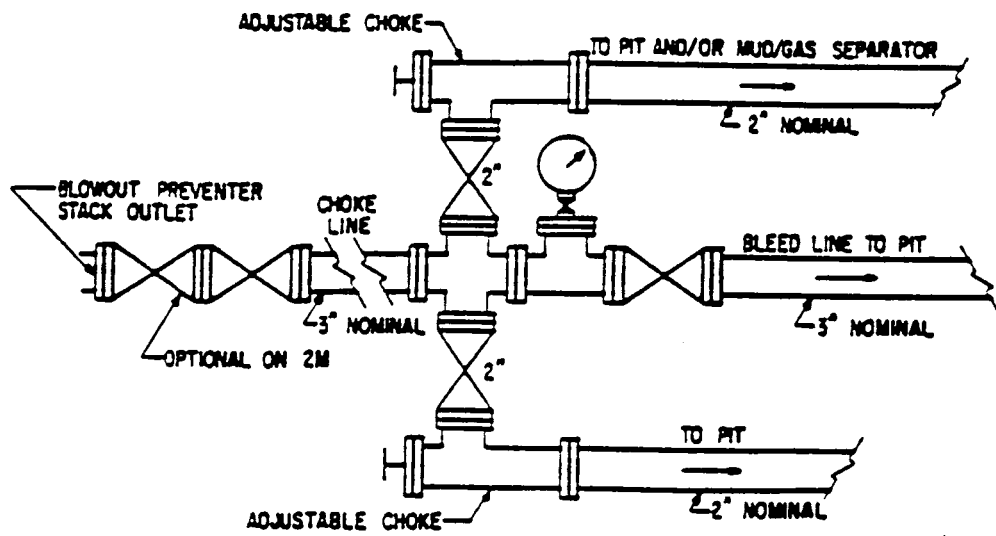 ADJUSTABLE CHOKE
TO PIT AND/OR MUD/GAS SEPARATOR
2" NOMINAL
2"
BLOWOUT PREVENTER
STACK OUTLET
CHOKE
LINE
BLEED LINE TO PIT
3" NOMINAL
3" NOMINAL
OPTIONAL ON 2M
2"
TO PIT
2" NOMINAL
ADJUSTABLE CHOKE